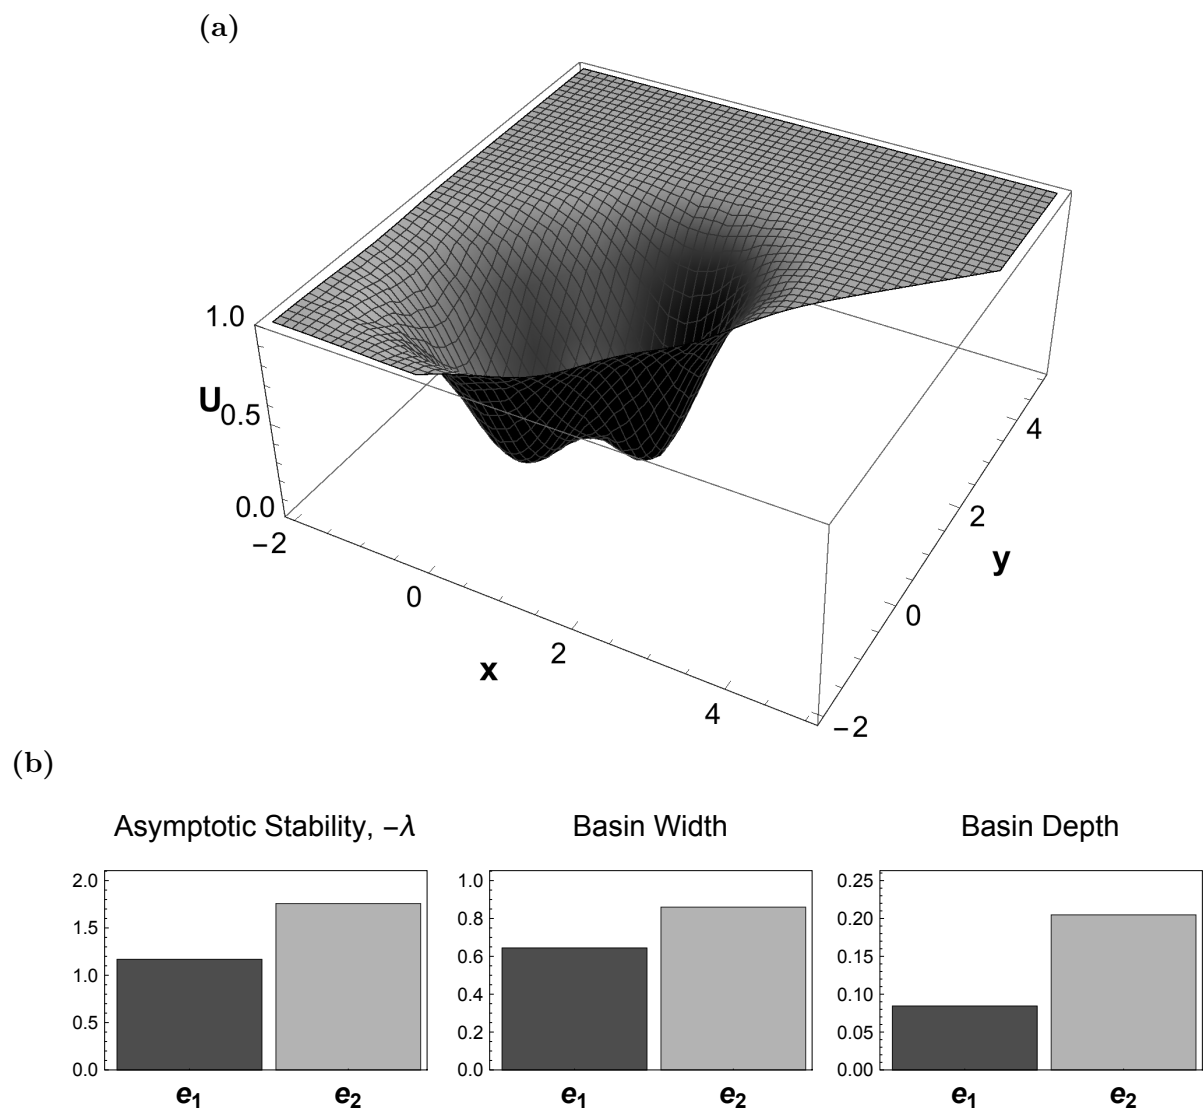 (a)
1.0
U
0.5
0.0
−2
0
2
4
x
−2
0
2
4
y
(b)
Asymptotic Stability, −λ
2.0
1.5
1.0
0.5
0.0
e1
e2
Basin Width
1.0
0.8
0.6
0.4
0.2
0.0
e1
e2
Basin Depth
0.25
0.20
0.15
0.10
0.05
0.00
e1
e2